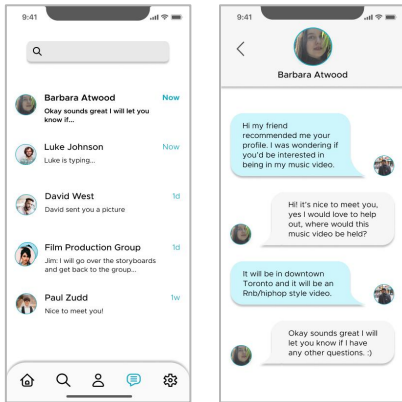 9:41
Barbara Atwood
Now
Okay sounds great I will let you
know if...
Luke Johnson
Now
Luke is typing...
David West
1d
David sent you a picture
Film Production Group
1d
Jim: I will go over the storyboards
and get back to the group...
Paul Zudd
1w
Nice to meet you!
9:41
Barbara Atwood
Hi my friend
recommended me your
profile. I was wondering if
you'd be interested in
being in my music video.
Hi! it's nice to meet you,
yes I would love to help
out, where would this
music video be held?
It will be in downtown
Toronto and it will be an
Rnb/hiphop style video.
Okay sounds great I will
let you know if I have
any other questions. :)